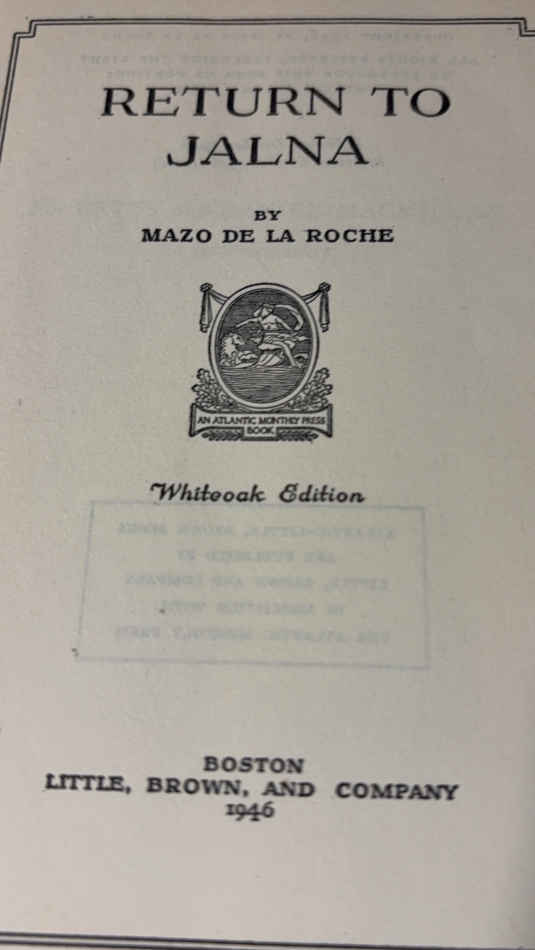 RETURN TO
JALNA
BY
MAZO DE LA ROCHE
AN ATLANTIC MONTHLY PRESS
BOOK
Whiteoak Edition
BOSTON
LITTLE, BROWN, AND COMPANY
1946